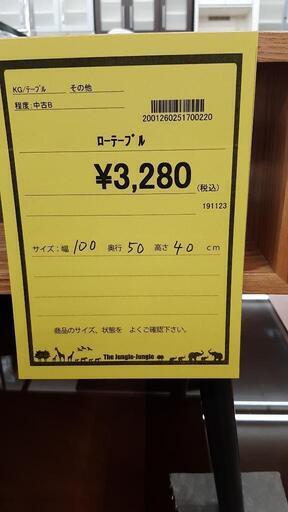 KG/ﾃｰﾌﾞﾙ その他
程度:中古B
2001260251700220
ﾛｰﾃｰﾌﾞﾙ
¥3,280(税込)
191123
サイズ:幅 100 奥行 50 高さ 40 cm
商品のサイズ、状態を よくご確認下さい。
The Jungle-Jungle